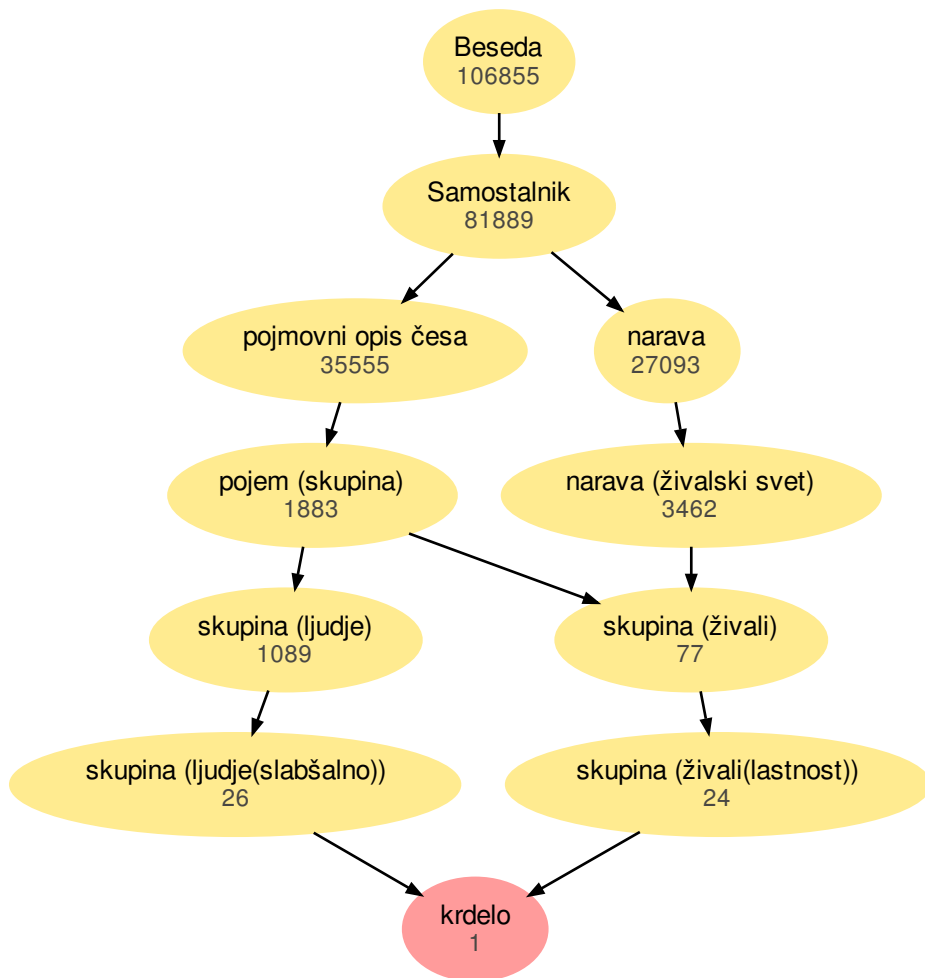 Beseda
106855
Samostalnik
81889
pojmovni opis česa
35555
narava
27093
pojem (skupina)
1883
narava (živalski svet)
3462
skupina (ljudje)
1089
skupina (živali)
77
skupina (ljudje(slabšalno))
26
skupina (živali(lastnost))
24
krdelo
1